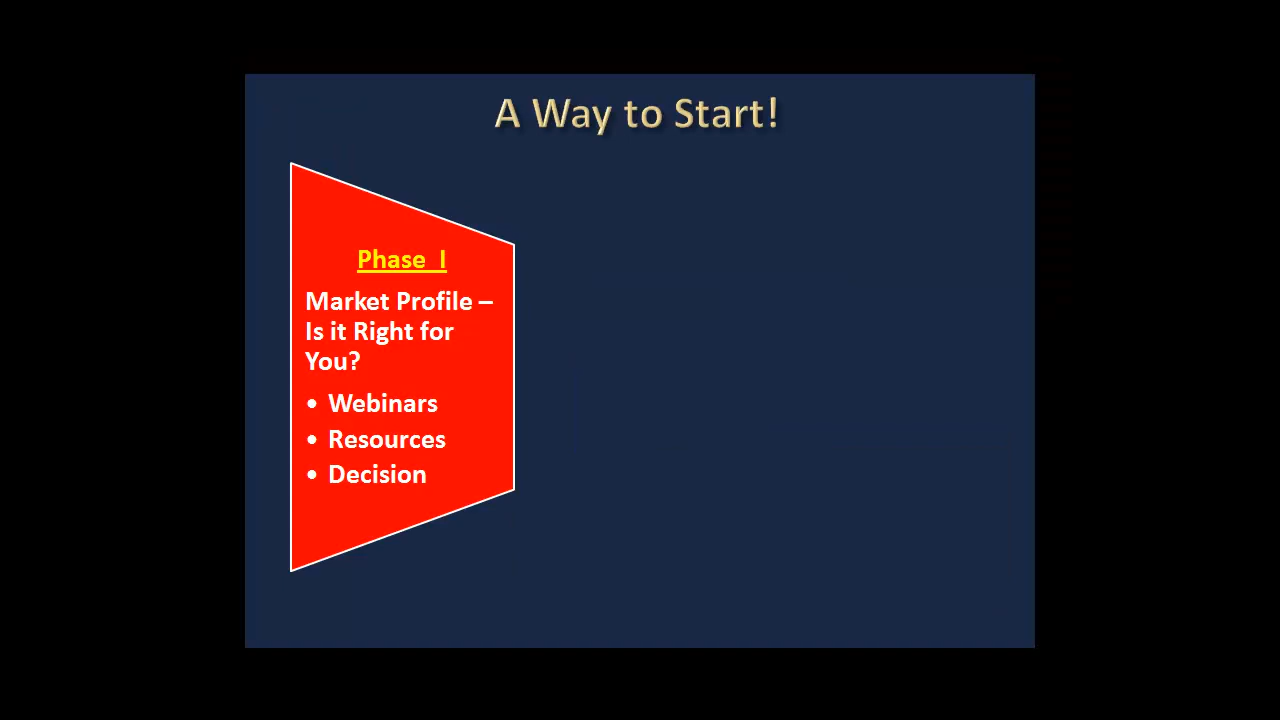 A Way to Start!
Phase  I
Market Profile –
Is it Right for
You?
• Webinars
• Resources
• Decision